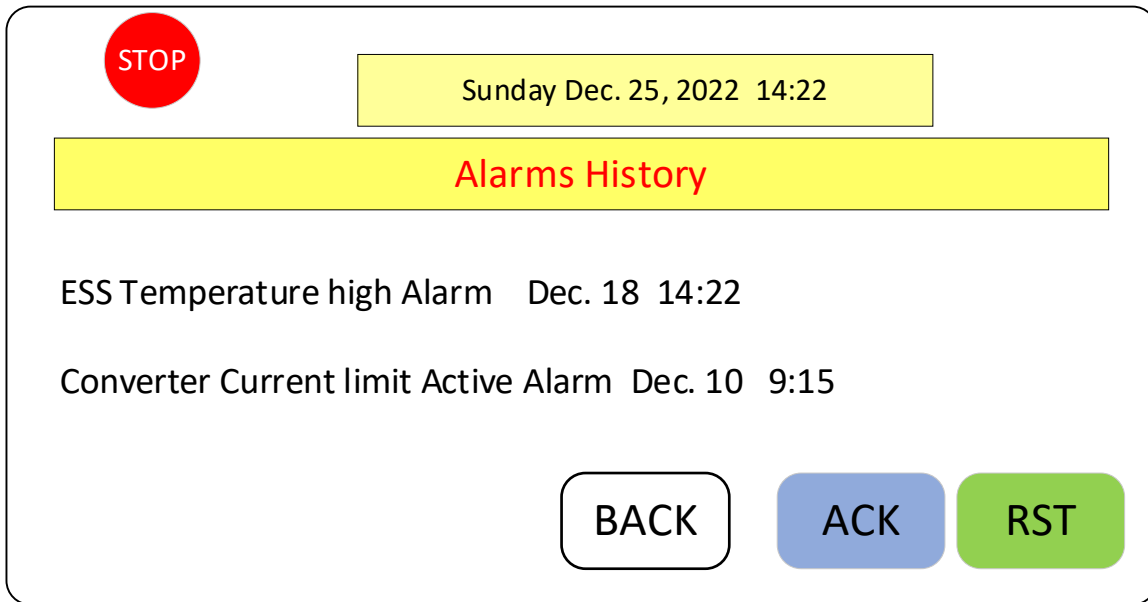 STOP
Sunday Dec. 25, 2022 14:22
Alarms History
ESS Temperature high Alarm Dec. 18 14:22
Converter Current limit Active Alarm Dec. 10 9:15
BACK ACK RST